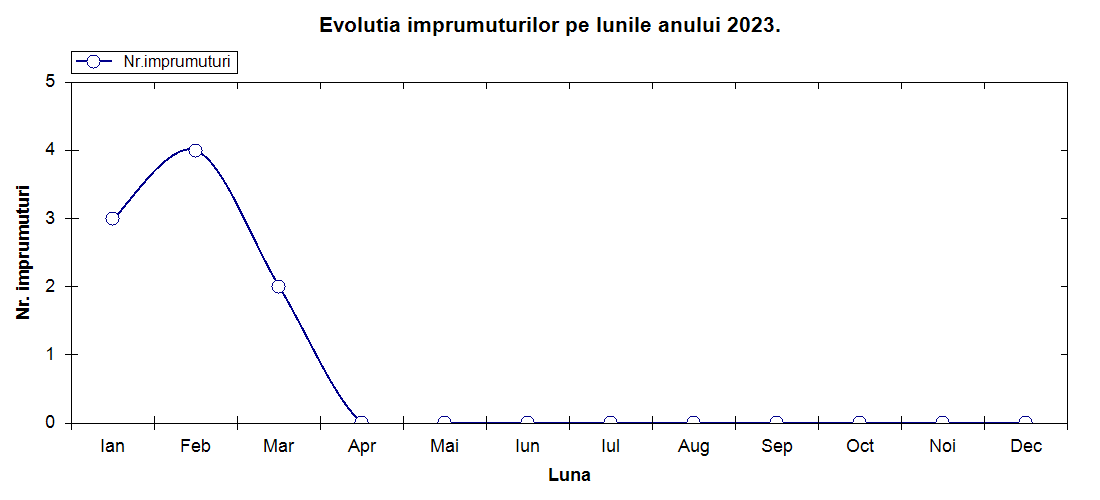 Evolutia imprumuturilor pe lunile anului 2023.
Nr.imprumuturi
5
4
3
2
1
0
Nr. imprumuturi
Ian Feb Mar Apr Mai Iun Iul Aug Sep Oct Noi Dec
Luna